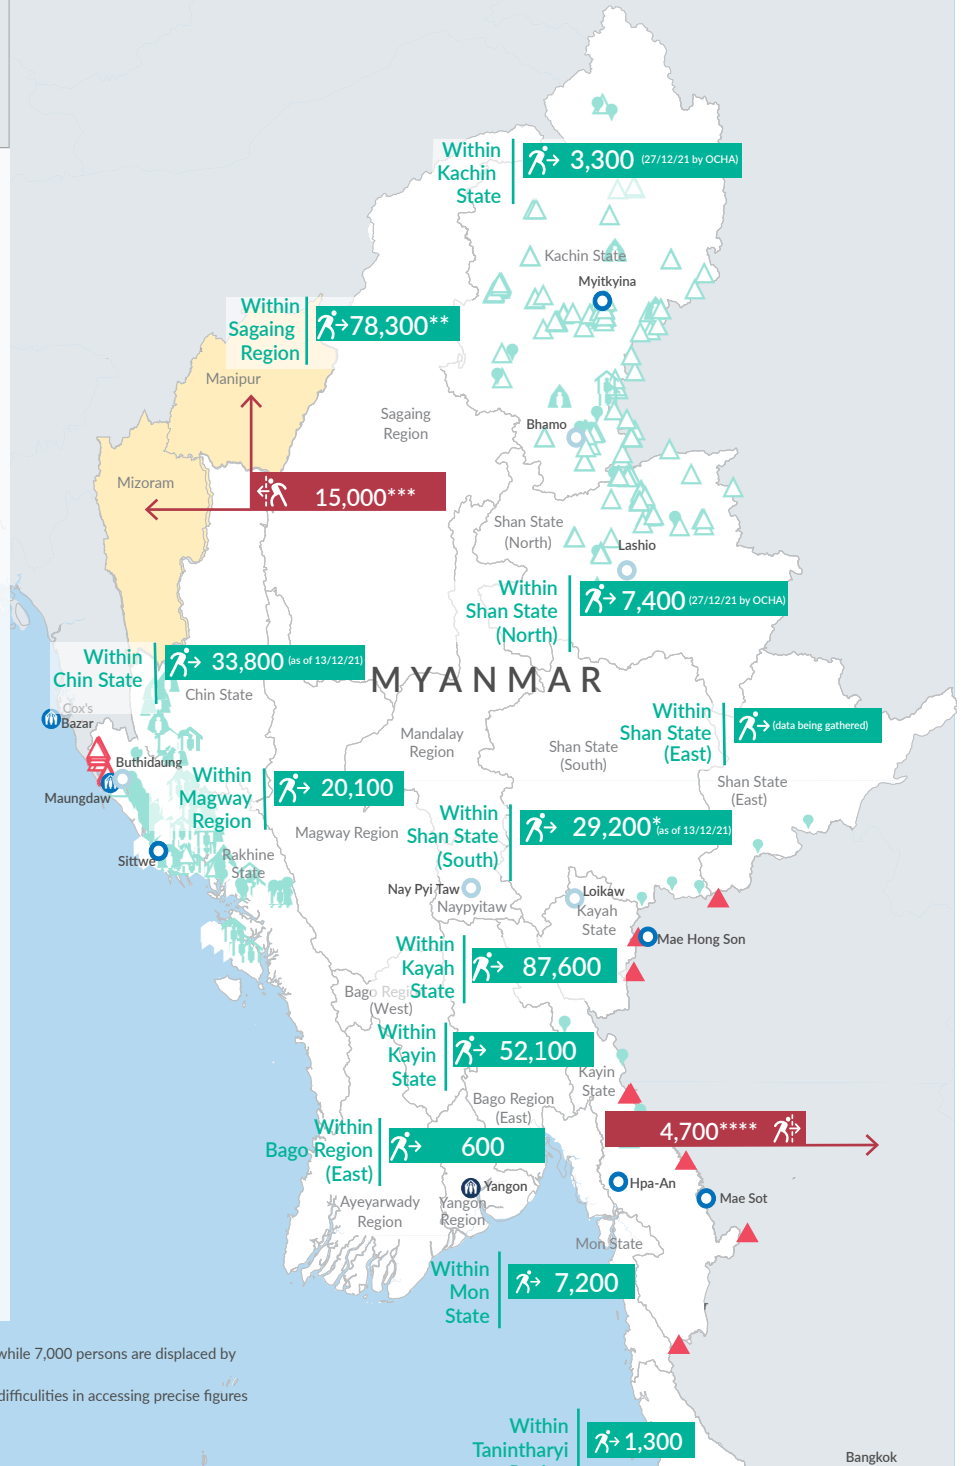 Within
Kachin
State
3,300 (27/12/21 by OCHA)
Kachin State
Myitkyina
Within
Sagaing
Region
78,300**
Manipur
Sagaing
Region
Bhamo
Mizoram
15,000***
Shan State
(North)
Lashio
Within
Shan State
(North)
7,400 (27/12/21 by OCHA)
Within
Chin State
33,800 (as of 13/12/21)
MYANMAR
Chin State
Cox's
Bazar
Within
Shan State
(East)
(data being gathered)
Mandalay
Region
Shan State
(South)
Buthidaung
Maungdaw
Within
Magway
Region
20,100
Shan State
(East)
Within
Shan State
(South)
29,200* (as of 13/12/21)
Magway Region
Sittwe
Rakhine
State
Nay Pyi Taw
Naypyitaw
Loikaw
Kayah
State
Mae Hong Son
Within
Kayah
State
87,600
Bago Region
(West)
Within
Kayin
State
52,100
Kayin
State
Bago Region
(East)
Within
Bago Region
(East)
600
4,700****
Yangon
Yangon
Region
Ayeyarwady
Region
Hpa-An
Mae Sot
Mon State
Within
Mon
State
7,200
while 7,000 persons are displaced by
difficulities in accessing precise figures
Within
Tanintharyi
1,300
Bangkok